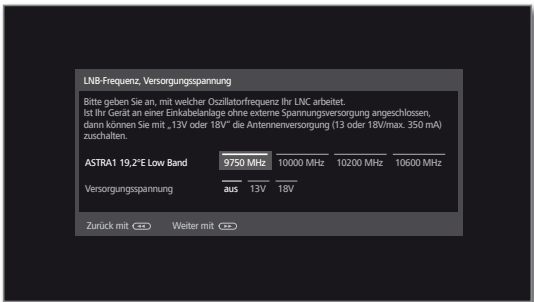 LNB-Frequenz, Versorgungsspannung
Bitte geben Sie an, mit welcher Oszillatorfrequenz Ihr LNC arbeitet.
Ist Ihr Gerät an einer Einkabelanlage ohne externe Spannungsversorgung angeschlossen,
dann können Sie mit „13V oder 18V“ die Antennenversorgung (13 oder 18V/max. 350 mA)
zuschalten.
ASTRA1 19,2°E Low Band 9750 MHz 10000 MHz 10200 MHz 10600 MHz
Versorgungsspannung aus 13V 18V
Zurück mit Weiter mit